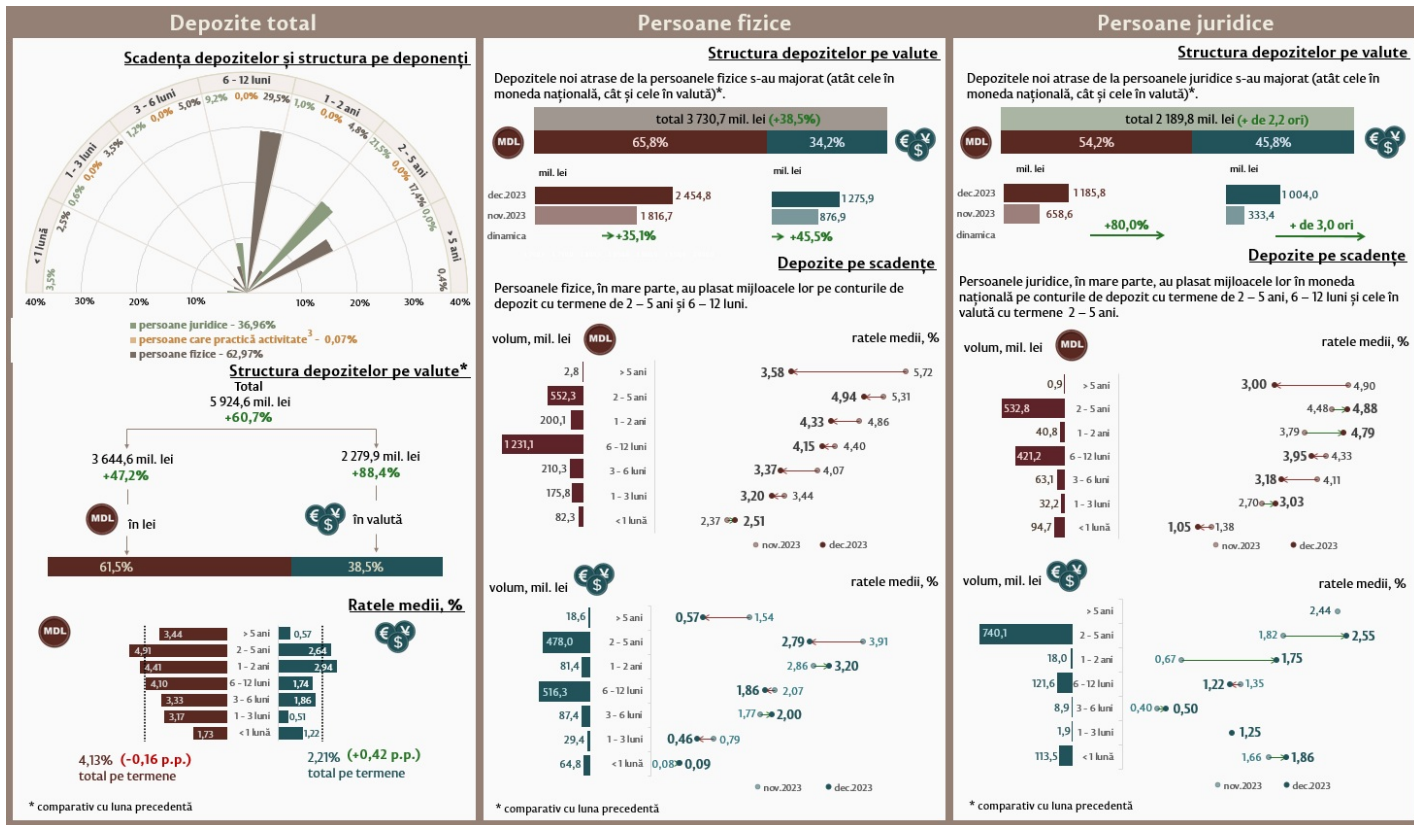 Depozite total
Scadența depozitelor și structura pe deponenți
< 1 lună
1 - 3 luni
3 - 6 luni
6 - 12 luni
1 - 2 ani
2 - 5 ani
> 5 ani
3,5%
2,5%
0,6%
0,0%
3,5%
1,2%
0,0%
5,0%
9,2%
0,0%
29,5%
1,0%
0,0%
4,8%
21,5%
0,0%
17,4%
0,0%
0,4%
40% 30% 20% 10% 10% 20% 30% 40%
persoane juridice - 36,96%
persoane care practică activitate3 - 0,07%
persoane fizice - 62,97%
Structura depozitelor pe valute*
Total
5 924,6 mil. lei
+60,7%
3 644,6 mil. lei
+47,2%
2 279,9 mil. lei
+88,4%
MDL în lei
€ ¥ $ în valută
61,5% 38,5%
Ratele medii, %
MDL
€ ¥ $
3,44 > 5 ani 0,57
4,91 2 - 5 ani 2,64
4,41 1 - 2 ani 2,94
4,10 6 - 12 luni 1,74
3,33 3 - 6 luni 1,86
3,17 1 - 3 luni 0,51
1,73 < 1 lună 1,22
4,13% (-0,16 p.p.)
total pe termene
2,21% (+0,42 p.p.)
total pe termene
* comparativ cu luna precedentă
Persoane fizice
Structura depozitelor pe valute
Depozitele noi atrase de la persoanele fizice s-au majorat (atât cele în
moneda națională, cât și cele în valută)*.
total 3 730,7 mil. lei (+38,5%)
MDL 65,8% 34,2% € ¥ $
mil. lei mil. lei
dec.2023 2 454,8 1 275,9
nov.2023 1 816,7 876,9
dinamica +35,1% +45,5%
Depozite pe scadențe
Persoanele fizice, în mare parte, au plasat mijloacele lor pe conturile de
depozit cu termene de 2 – 5 ani și 6 – 12 luni.
volum, mil. lei MDL ratele medii, %
2,8 > 5 ani 3,58 5,72
552,3 2 - 5 ani 4,94 5,31
200,1 1 - 2 ani 4,33 4,86
1 231,1 6 - 12 luni 4,15 4,40
210,3 3 - 6 luni 3,37 4,07
175,8 1 - 3 luni 3,20 3,44
82,3 < 1 lună 2,37 2,51
nov.2023 dec.2023
volum, mil. lei € ¥ $ ratele medii, %
18,6 > 5 ani 0,57 1,54
478,0 2 - 5 ani 2,79 3,91
81,4 1 - 2 ani 2,86 3,20
516,3 6 - 12 luni 1,86 2,07
87,4 3 - 6 luni 1,77 2,00
29,4 1 - 3 luni 0,46 0,79
64,8 < 1 lună 0,08 0,09
nov.2023 dec.2023
* comparativ cu luna precedentă
Persoane juridice
Structura depozitelor pe valute
Depozitele noi atrase de la persoanele juridice s-au majorat (atât cele în
moneda națională, cât și cele în valută)*.
total 2 189,8 mil. lei (+ de 2,2 ori)
MDL 54,2% 45,8% € ¥ $
mil. lei mil. lei
dec.2023 1 185,8 1 004,0
nov.2023 658,6 333,4
dinamica +80,0% + de 3,0 ori
Depozite pe scadențe
Persoanele juridice, în mare parte, au plasat mijloacele lor în moneda
națională pe conturile de depozit cu termene de 2 – 5 ani, 6 – 12 luni și cele în
valută cu termene 2 – 5 ani.
volum, mil. lei MDL ratele medii, %
0,9 > 5 ani 3,00 4,90
532,8 2 - 5 ani 4,48 4,88
40,8 1 - 2 ani 3,79 4,79
421,2 6 - 12 luni 3,95 4,33
63,1 3 - 6 luni 3,18 4,11
32,2 1 - 3 luni 2,70 3,03
94,7 < 1 lună 1,05 1,38
nov.2023 dec.2023
volum, mil. lei € ¥ $ ratele medii, %
> 5 ani 2,44
740,1 2 - 5 ani 1,82 2,55
18,0 1 - 2 ani 0,67 1,75
121,6 6 - 12 luni 1,22 1,35
8,9 3 - 6 luni 0,40 0,50
1,9 1 - 3 luni 1,25
113,5 < 1 lună 1,66 1,86
nov.2023 dec.2023
* comparativ cu luna precedentă